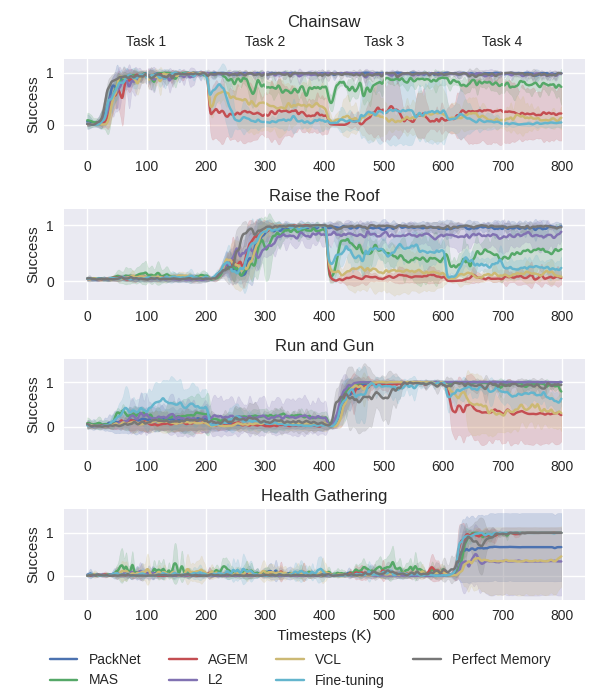 Chainsaw
Task 1 Task 2 Task 3 Task 4
Success
1
0
0 100 200 300 400 500 600 700 800
Raise the Roof
Success
1
0
0 100 200 300 400 500 600 700 800
Run and Gun
Success
1
0
0 100 200 300 400 500 600 700 800
Health Gathering
Success
1
0
0 100 200 300 400 500 600 700 800
Timesteps (K)
PackNet AGEM VCL Perfect Memory
MAS L2 Fine-tuning